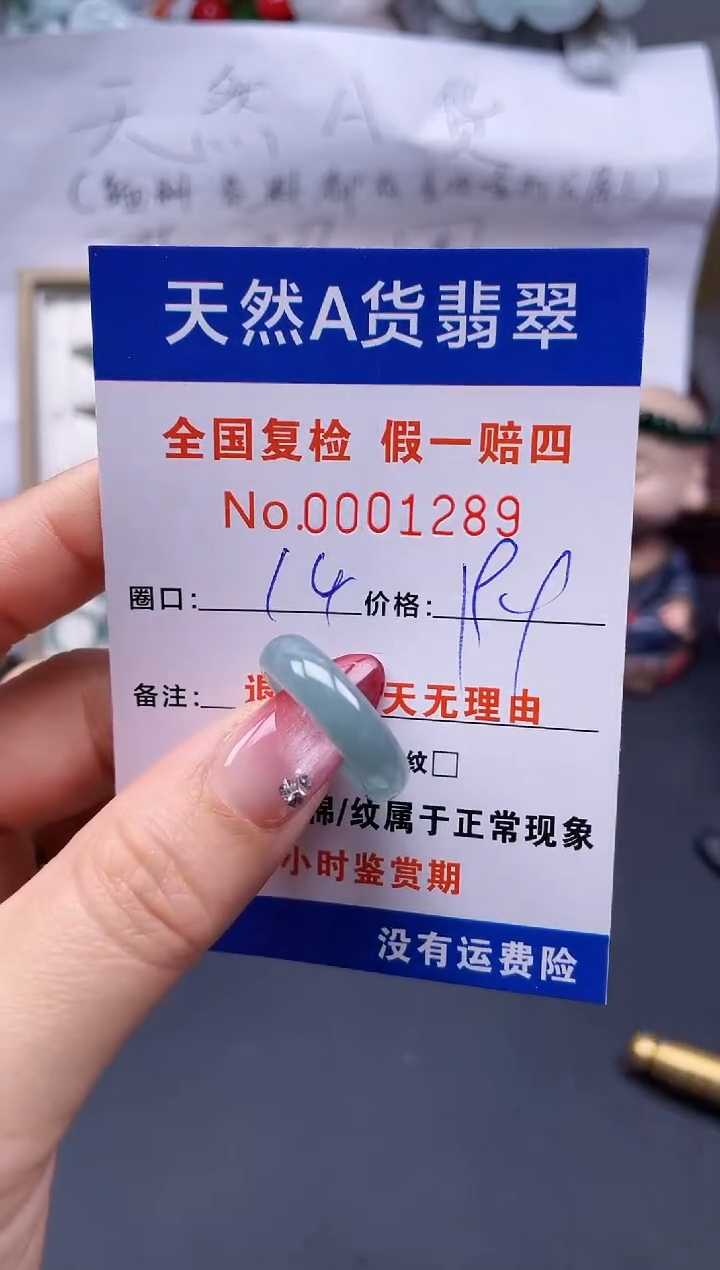 天然A货
天然A货翡翠
全国复检 假一赔四
No.0001289
圈口: 14 价格:
备注: 退 天无理由
纹□
棉/纹属于正常现象
小时鉴赏期
没有运费险